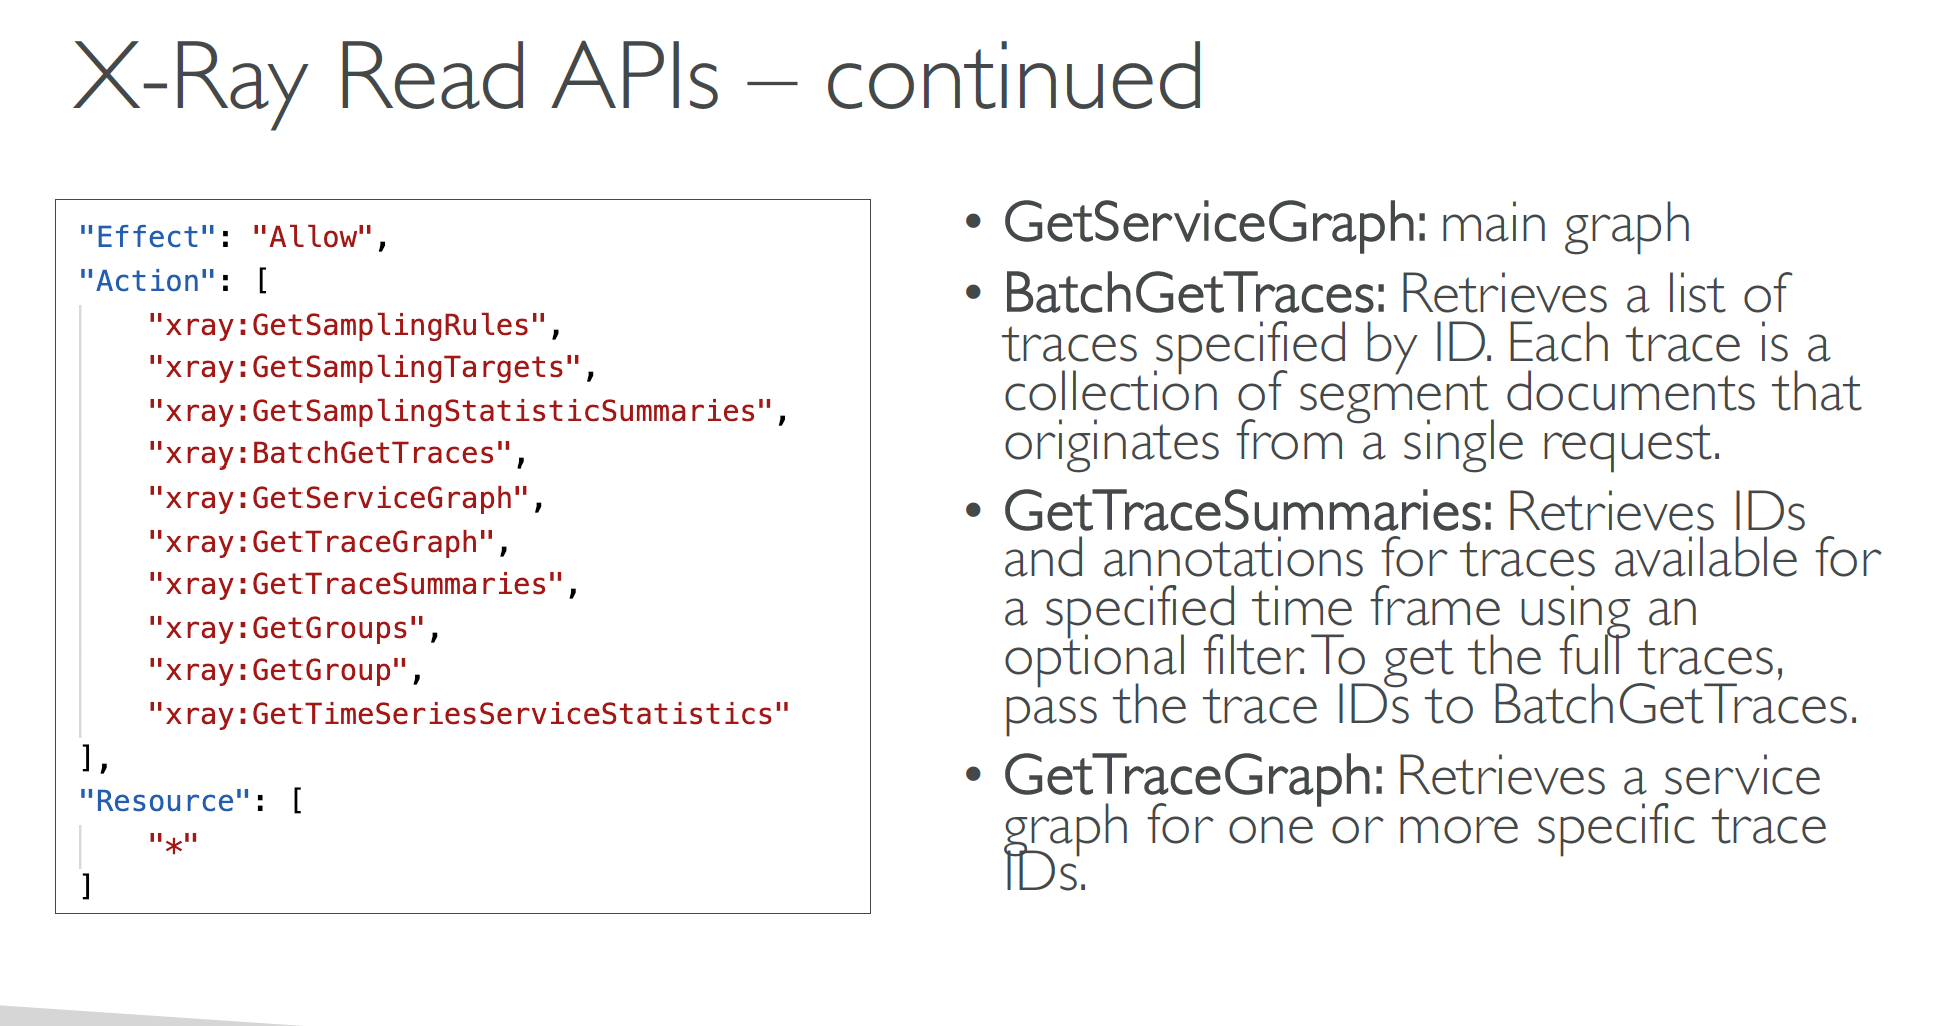 X-Ray Read APIs – continued
"Effect": "Allow",
"Action": [
"xray:GetSamplingRules",
"xray:GetSamplingTargets",
"xray:GetSamplingStatisticSummaries",
"xray:BatchGetTraces",
"xray:GetServiceGraph",
"xray:GetTraceGraph",
"xray:GetTraceSummaries",
"xray:GetGroups",
"xray:GetGroup",
"xray:GetTimeSeriesServiceStatistics"
],
"Resource": [
"*"
]
• GetServiceGraph: main graph
• BatchGetTraces: Retrieves a list of
traces specified by ID. Each trace is a
collection of segment documents that
originates from a single request.
• GetTraceSummaries: Retrieves IDs
and annotations for traces available for
a specified time frame using an
optional filter. To get the full traces,
pass the trace IDs to BatchGetTraces.
• GetTraceGraph: Retrieves a service
graph for one or more specific trace
IDs.